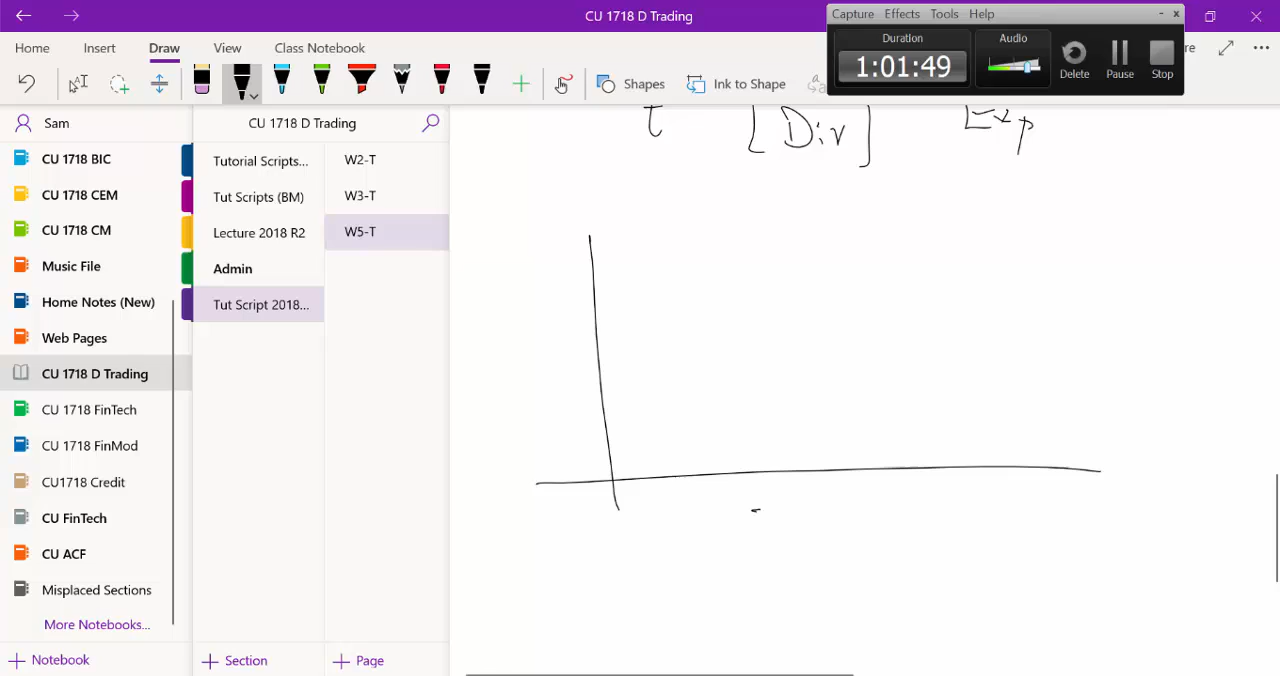 CU 1718 D Trading
Capture Effects Tools Help - x
Duration Audio
1:01:49
Delete Pause Stop
Home Insert Draw View Class Notebook
re
Shapes Ink to Shape
Sam
CU 1718 D Trading
CU 1718 BIC
CU 1718 CEM
CU 1718 CM
Music File
Home Notes (New)
Web Pages
CU 1718 D Trading
CU 1718 FinTech
CU 1718 FinMod
CU1718 Credit
CU FinTech
CU ACF
Misplaced Sections
More Notebooks...
Notebook
Tutorial Scripts...
Tut Scripts (BM)
Lecture 2018 R2
Admin
Tut Script 2018...
Section
W2-T
W3-T
W5-T
Page
t [Div] Exp